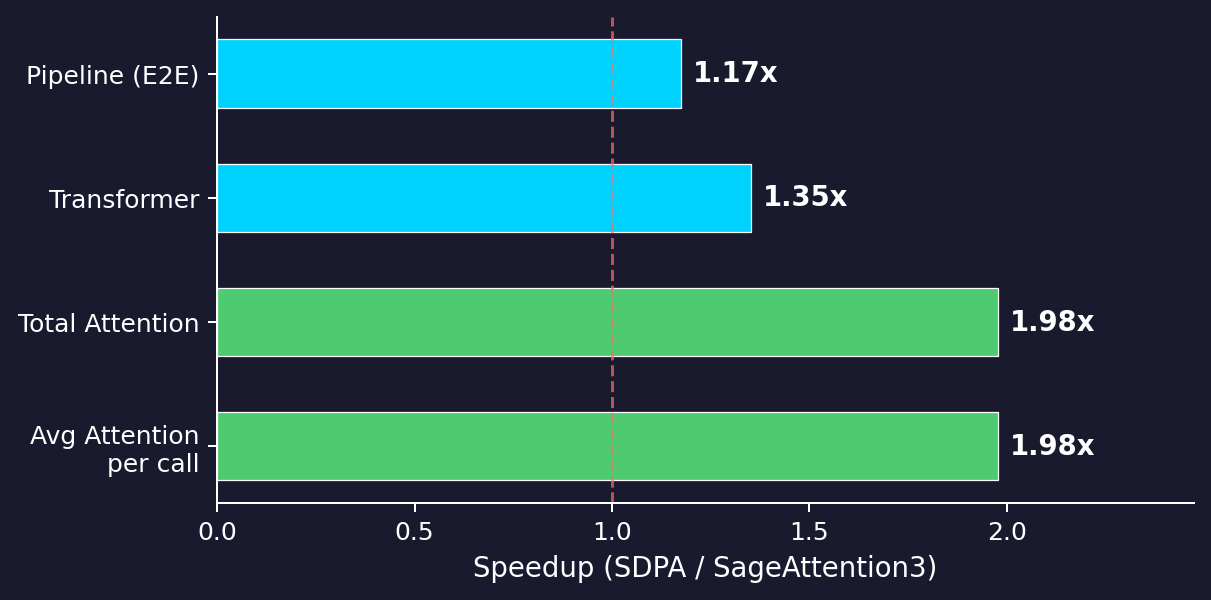 Pipeline (E2E)
1.17x
Transformer
1.35x
Total Attention
1.98x
Avg Attention
per call
1.98x
0.0 0.5 1.0 1.5 2.0
Speedup (SDPA / SageAttention3)